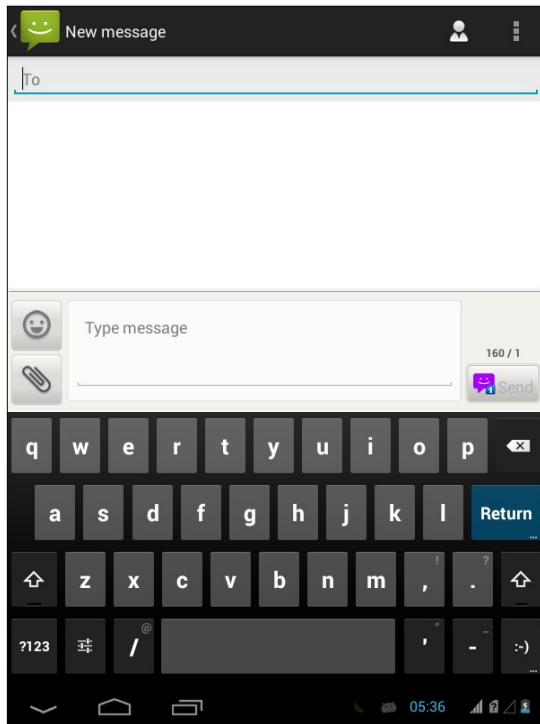 New message
To
Type message
160 / 1
Send
q w e r t y u i o p
a s d f g h j k l Return
...
z x c v b n m , ! . ?
?123 / @ ' " - _ :-)
...
05:36